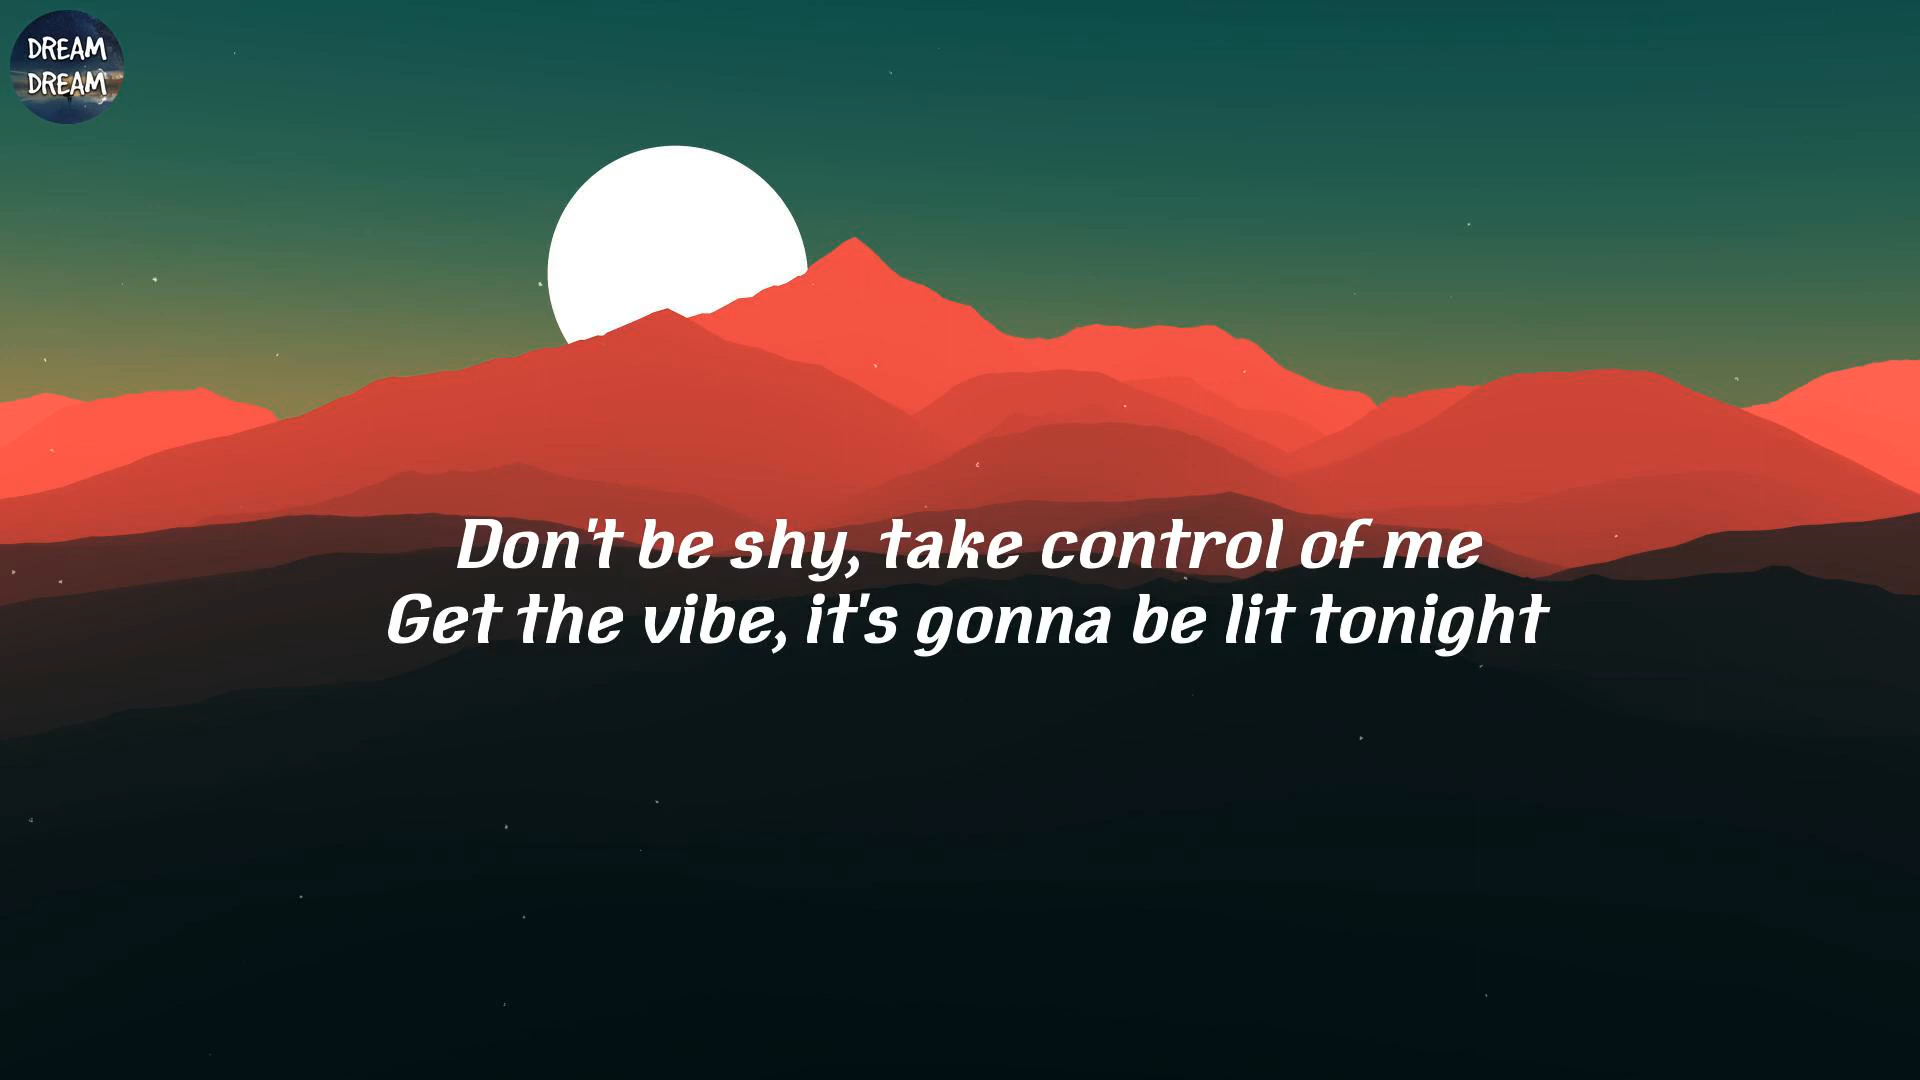 DREAM
DREAM
Don't be shy, take control of me
Get the vibe, it's gonna be lit tonight